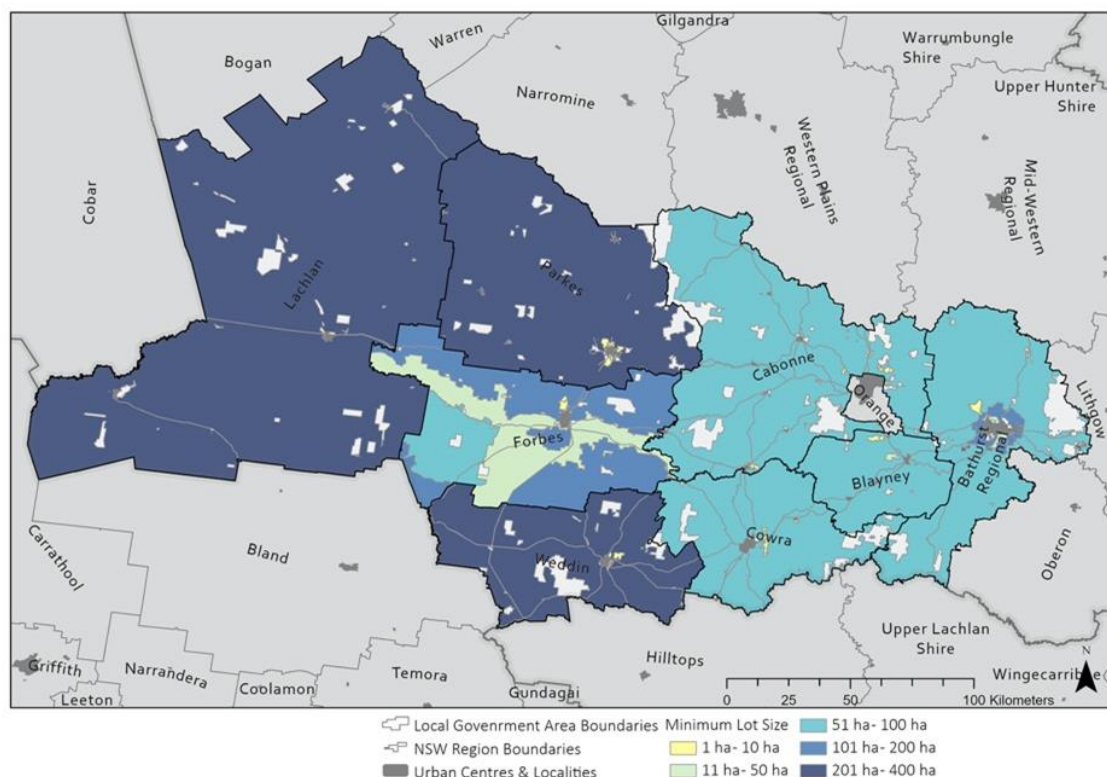 Gilgandra
Warren
Warrumbungle
Shire
Bogan
Upper Hunter
Shire
Narromine
Western Plains
Regional
Mid-Western
Regional
Cobar
Lachlan
Parkes
Cabonne
Orange
Lithgow
Forbes
Bathurst
Regional
Blayney
Cowra
Weddin
Oberon
Carrathool
Bland
Upper Lachlan
Shire
Hilltops
Griffith
Narrandera
Temora
Wingecarribee
Leeton
Coolamon
Gundagai
N
0 25 50 100 Kilometers
Local Govenrment Area Boundaries
NSW Region Boundaries
Urban Centres & Localities
Minimum Lot Size
1 ha- 10 ha
11 ha- 50 ha
51 ha- 100 ha
101 ha- 200 ha
201 ha- 400 ha